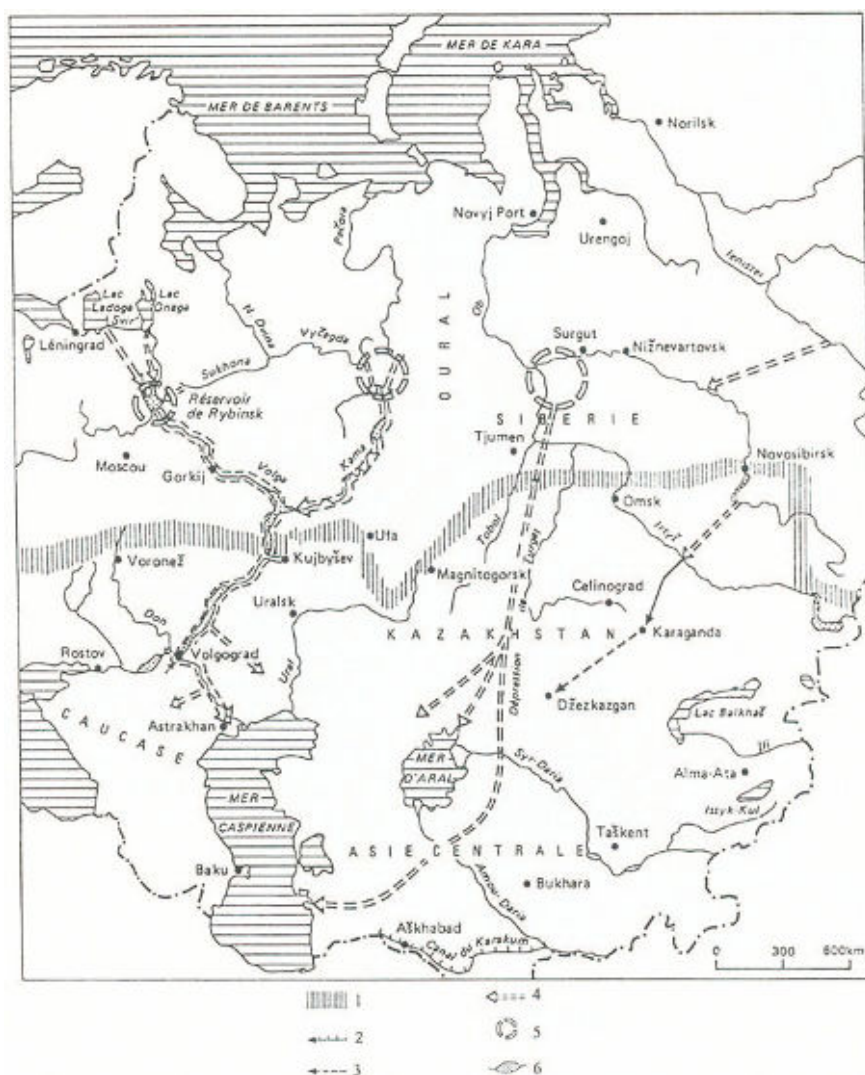 MER DE KARA
MER DE BARENTS
Norilsk
Novyj Port
Urengoj
Pečora
Ienissei
Ob
OURAL
Lac Ladoga
Lac Onega
Svir
N. Dvina
Vyčegda
Léningrad
Sukhona
Surgut
Nižnevartovsk
Réservoir
de Rybinsk
SIBERIE
Tjumen
Moscou
Gorkij
Volga
Kama
Novosibirsk
Omsk
Irtyš
Ufa
Tobol
Voronež
Kujbyšev
Magnitogorsk
Dépression de Turgaj
Celinograd
Don
Uralsk
KAZAKHSTAN
Karaganda
Rostov
Volgograd
Ural
Džezkazgan
CAUCASE
Astrakhan
Lac Balkhaš
MER
D'ARAL
Syr-Daria
Ili
Alma-Ata
Issyk-Kul
MER
CASPIENNE
ASIE CENTRALE
Taškent
Baku
Amou-Daria
Bukhara
Aškhabad
Canal du Karakum
0 300 600km
1
2
3
4
5
6